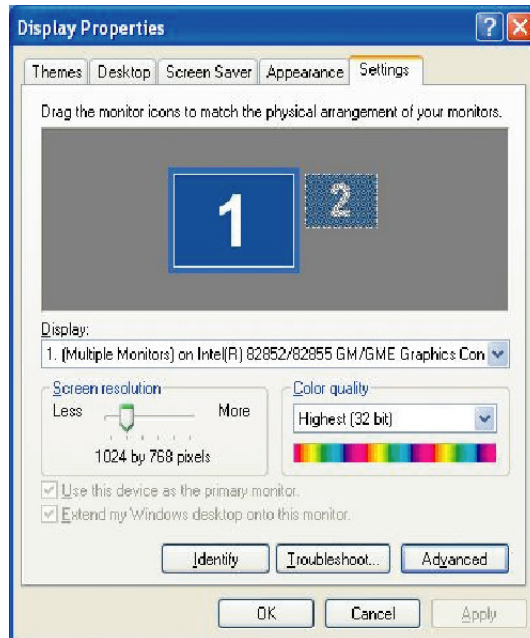 Display Properties
?
X
Themes Desktop Screen Saver Appearance Settings
Drag the monitor icons to match the physical arrangement of your monitors.
1 2
Display:
1. (Multiple Monitors) on Intel(R) 82852/82855 GM/GME Graphics Con
Screen resolution
Less More
1024 by 768 pixels
Color quality
Highest (32 bit)
Use this device as the primary monitor.
Extend my Windows desktop onto this monitor.
Identify Troubleshoot... Advanced
OK Cancel Apply